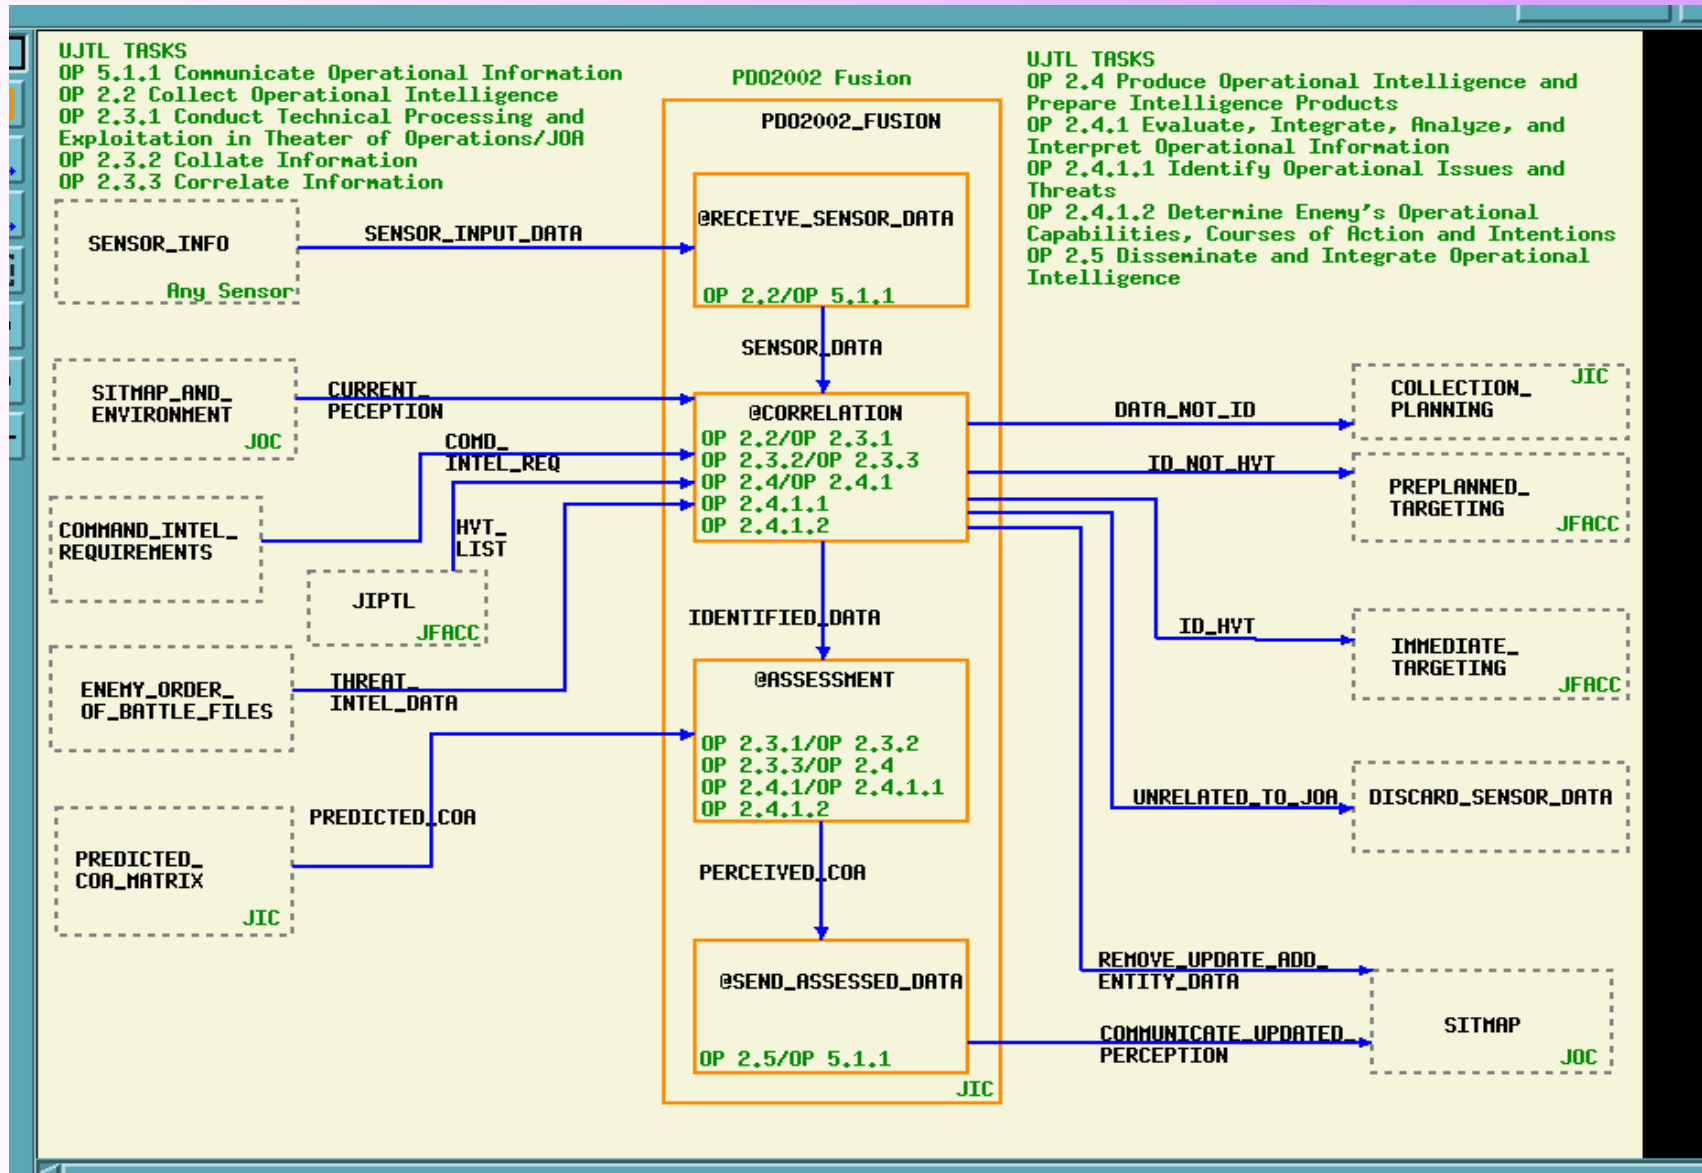 UJTL TASKS
OP 5.1.1 Communicate Operational Information
OP 2.2 Collect Operational Intelligence
OP 2.3.1 Conduct Technical Processing and
Exploitation in Theater of Operations/JOA
OP 2.3.2 Collate Information
OP 2.3.3 Correlate Information
PDO2002 Fusion
UJTL TASKS
OP 2.4 Produce Operational Intelligence and
Prepare Intelligence Products
OP 2.4.1 Evaluate, Integrate, Analyze, and
Interpret Operational Information
OP 2.4.1.1 Identify Operational Issues and
Threats
OP 2.4.1.2 Determine Enemy's Operational
Capabilities, Courses of Action and Intentions
OP 2.5 Disseminate and Integrate Operational
Intelligence
PDO2002_FUSION
SENSOR_INFO
Any Sensor
SENSOR_INPUT_DATA
@RECEIVE_SENSOR_DATA
OP 2.2/OP 5.1.1
SENSOR_DATA
SITMAP_AND_
ENVIRONMENT
JOC
CURRENT_
PECEPTION
COMD_
INTEL_REQ
COMMAND_INTEL_
REQUIREMENTS
HVT_
LIST
JIPTL
JFACC
ENEMY_ORDER_
OF_BATTLE_FILES
THREAT_
INTEL_DATA
PREDICTED_COA
PREDICTED_
COA_MATRIX
JIC
@CORRELATION
OP 2.2/OP 2.3.1
OP 2.3.2/OP 2.3.3
OP 2.4/OP 2.4.1
OP 2.4.1.1
OP 2.4.1.2
IDENTIFIED_DATA
@ASSESSMENT
OP 2.3.1/OP 2.3.2
OP 2.3.3/OP 2.4
OP 2.4.1/OP 2.4.1.1
OP 2.4.1.2
PERCEIVED_COA
@SEND_ASSESSED_DATA
OP 2.5/OP 5.1.1
JIC
DATA_NOT_ID
JIC
COLLECTION_
PLANNING
ID_NOT_HVT
PREPLANNED_
TARGETING
JFACC
ID_HVT
IMMEDIATE_
TARGETING
JFACC
UNRELATED_TO_JOA
DISCARD_SENSOR_DATA
REMOVE_UPDATE_ADD_
ENTITY_DATA
COMMUNICATE_UPDATED_
PERCEPTION
SITMAP
JOC